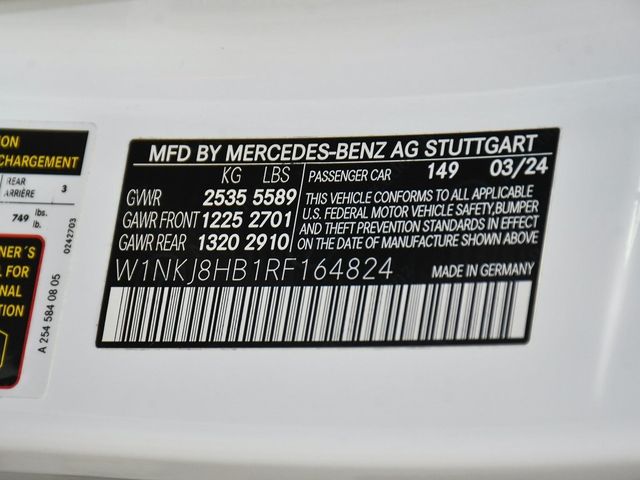 MFD BY MERCEDES-BENZ AG STUTTGART
KG LBS PASSENGER CAR 149 03/24
GVWR 2535 5589
GAWR FRONT 1225 2701
GAWR REAR 1320 2910
THIS VEHICLE CONFORMS TO ALL APPLICABLE
U.S. FEDERAL MOTOR VEHICLE SAFETY,BUMPER
AND THEFT PREVENTION STANDARDS IN EFFECT
ON THE DATE OF MANUFACTURE SHOWN ABOVE.
W1NKJ8HB1RF164824 MADE IN GERMANY
ION
CHARGEMENT
REAR
ARRIÈRE 3
749 lbs.
lb.
0242703
NER´S
L FOR
ONAL
TION
A 254 584 08 05